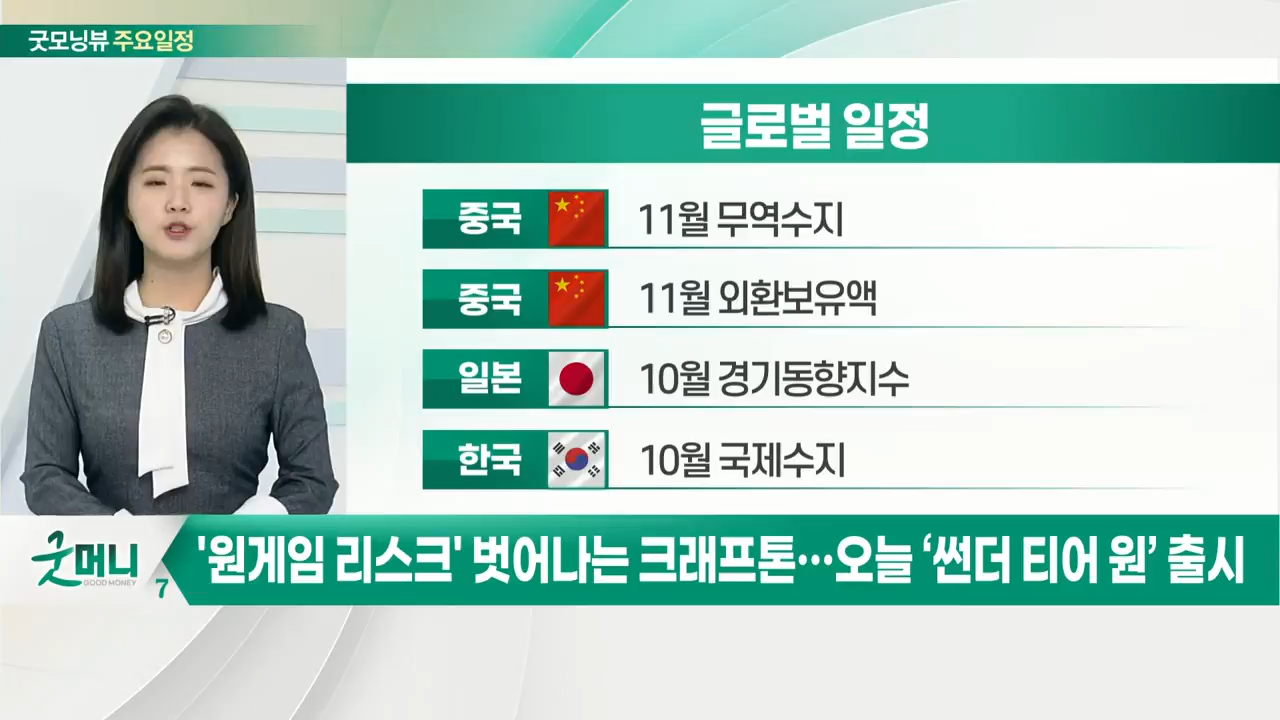 굿모닝뷰 주요일정
글로벌 일정
중국 11월 무역수지
중국 11월 외환보유액
일본 10월 경기동향지수
한국 10월 국제수지
굿머니
GOOD MONEY
7
'원게임 리스크' 벗어나는 크래프톤…오늘 ‘썬더 티어 원’ 출시